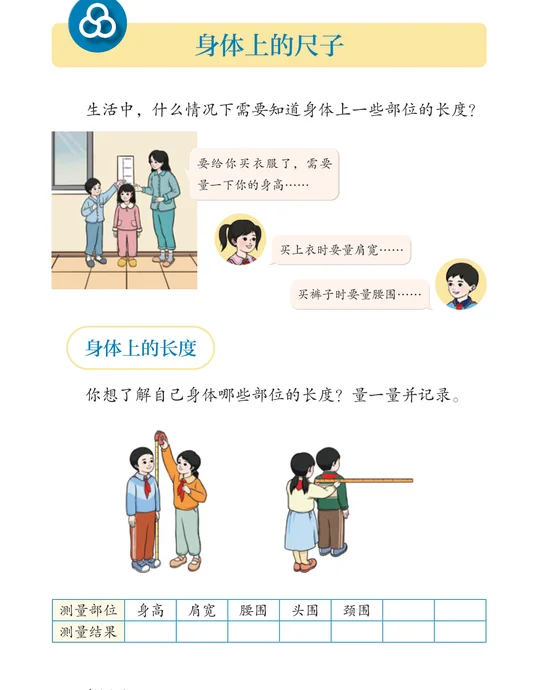 身体上的尺子
生活中，什么情况下需要知道身体上一些部位的长度？
要给你买衣服了，需要
量一下你的身高……
买上衣时要量肩宽……
买裤子时要量腰围……
身体上的长度
你想了解自己身体哪些部位的长度？量一量并记录。
测量部位 身高 肩宽 腰围 头围 颈围
测量结果